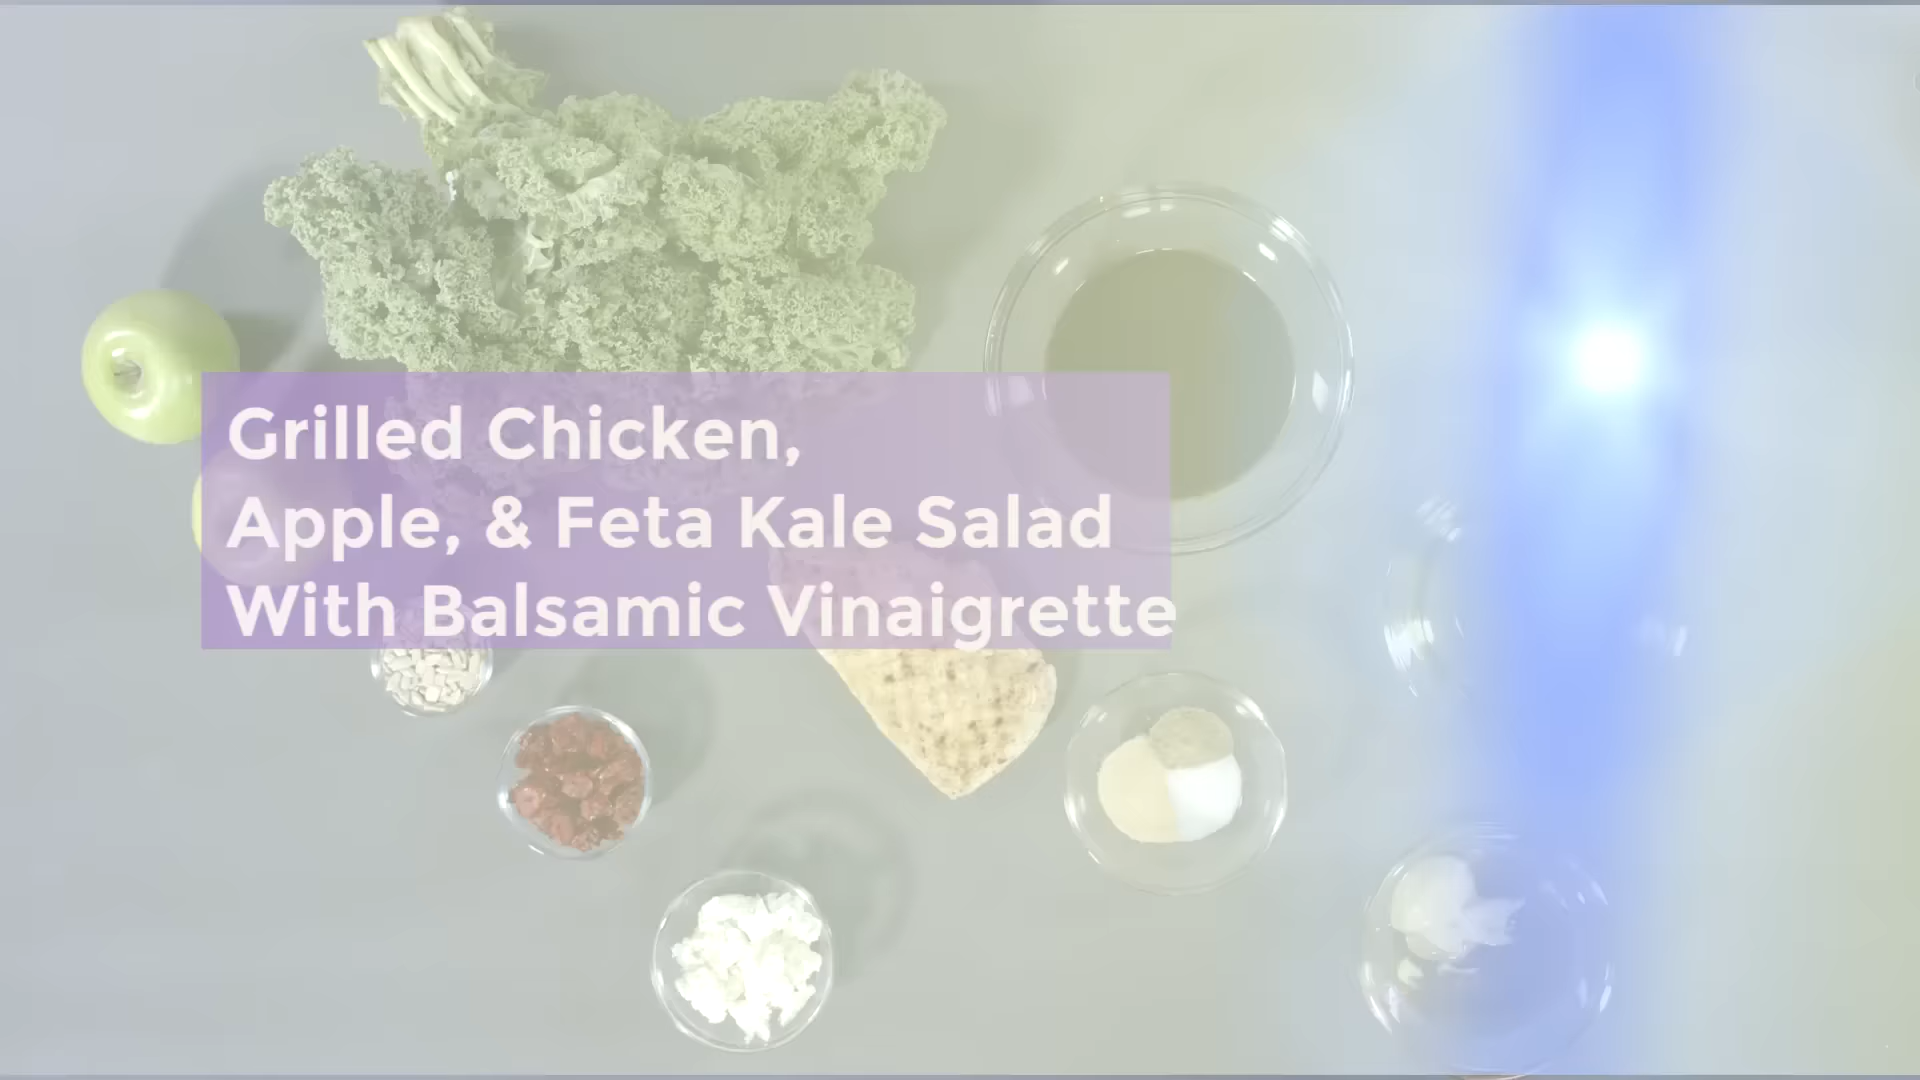 Grilled Chicken,
Apple, & Feta Kale Salad
With Balsamic Vinaigrette